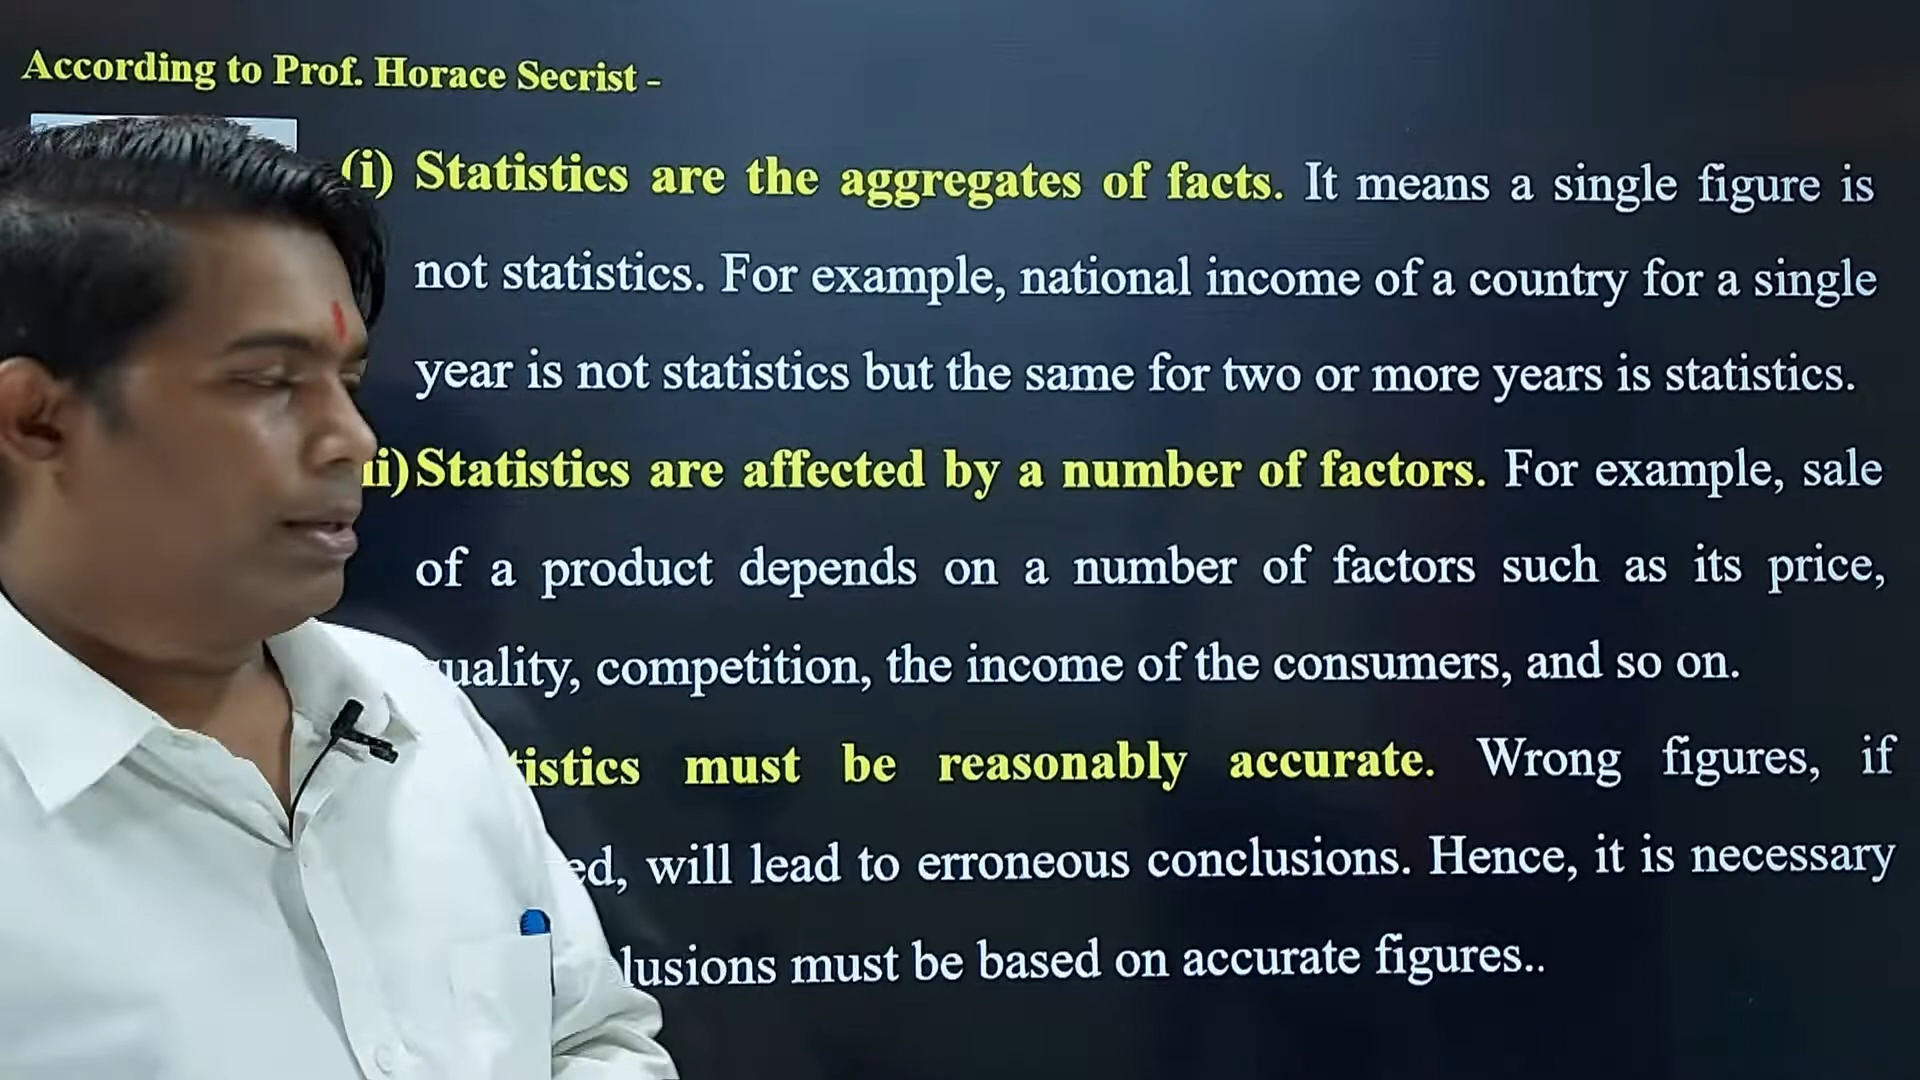 According to Prof. Horace Secrist -
(i) Statistics are the aggregates of facts. It means a single figure is
not statistics. For example, national income of a country for a single
year is not statistics but the same for two or more years is statistics.
ii) Statistics are affected by a number of factors. For example, sale
of a product depends on a number of factors such as its price,
uality, competition, the income of the consumers, and so on.
tistics must be reasonably accurate. Wrong figures, if
ed, will lead to erroneous conclusions. Hence, it is necessary
lusions must be based on accurate figures..